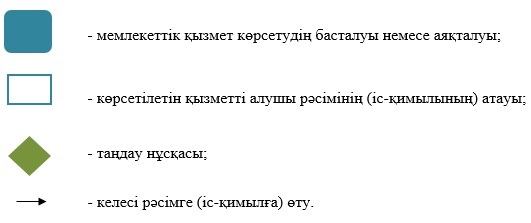 - мемлекеттік қызмет көрсетудің басталуы немесе аяқталуы;
- көрсетілетін қызметті алушы рәсімінің (іс-қимылының) атауы;
- таңдау нұсқасы;
- келесі рәсімге (іс-қимылға) өту.